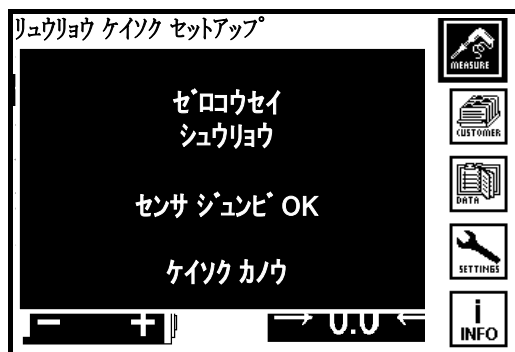 リュウリョウ ケイソク セットアップ
ゼロコウセイ
シュウリョウ
センサ ジュンビ OK
ケイソク カノウ
MEASURE
CUSTOMER
DATA
SETTINGS
i
INFO
− +
→ 0.0 ←